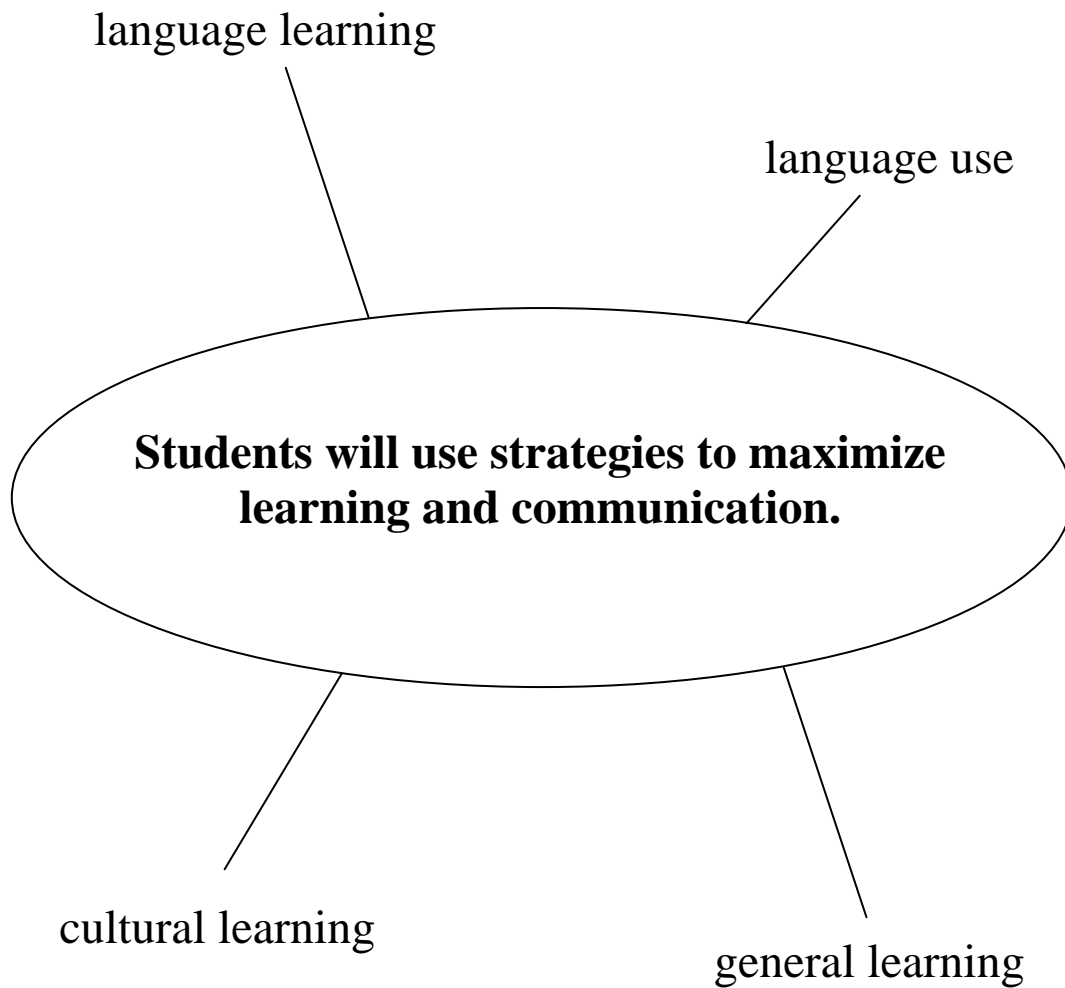 language learning
language use
Students will use strategies to maximize
learning and communication.
cultural learning
general learning